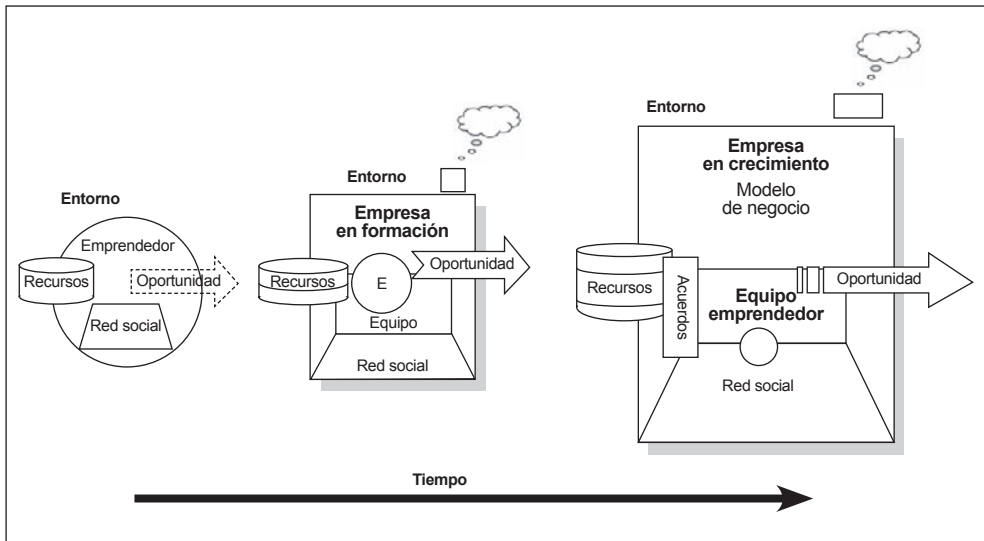 Entorno
Emprendedor
Recursos
Oportunidad
Red social
Entorno
Empresa
en formación
Recursos
E
Oportunidad
Equipo
Red social
Entorno
Empresa
en crecimiento
Modelo
de negocio
Recursos
Acuerdos
Oportunidad
Equipo
emprendedor
Red social
Tiempo